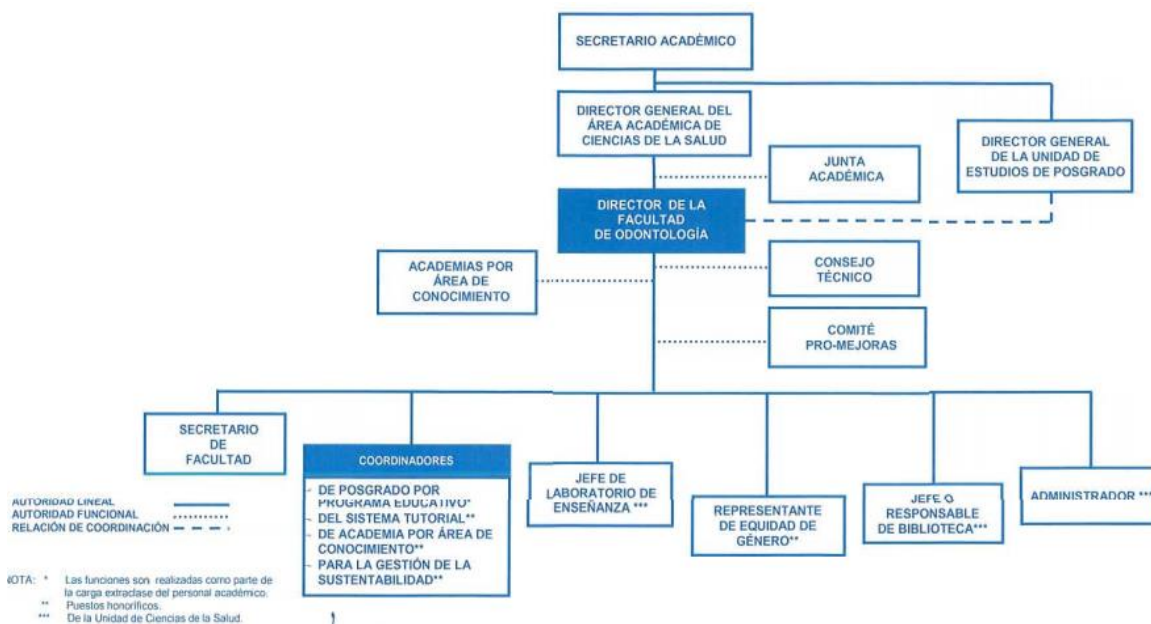 SECRETARIO ACADÉMICO
DIRECTOR GENERAL DEL
ÁREA ACADÉMICA DE
CIENCIAS DE LA SALUD
DIRECTOR GENERAL
DE LA UNIDAD DE
ESTUDIOS DE POSGRADO
JUNTA
ACADÉMICA
DIRECTOR DE LA
FACULTAD
DE ODONTOLOGÍA
ACADEMIAS POR
ÁREA DE
CONOCIMIENTO
CONSEJO
TÉCNICO
COMITÉ
PRO-MEJORAS
SECRETARIO
DE
FACULTAD
COORDINADORES
- DE POSGRADO POR
PROGRAMA EDUCATIVO*
- DEL SISTEMA TUTORIAL**
- DE ACADEMIA POR ÁREA DE
CONOCIMIENTO**
- PARA LA GESTIÓN DE LA
SUSTENTABILIDAD**
JEFE DE
LABORATORIO DE
ENSEÑANZA ***
REPRESENTANTE
DE EQUIDAD DE
GÉNERO**
JEFE O
RESPONSABLE
DE BIBLIOTECA***
ADMINISTRADOR ***
AUTORIDAD LINEAL
AUTORIDAD FUNCIONAL
RELACIÓN DE COORDINACIÓN
NOTA: * Las funciones son realizadas como parte de
la carga extraclase del personal académico.
** Puestos honoríficos.
*** De la Unidad de Ciencias de la Salud.